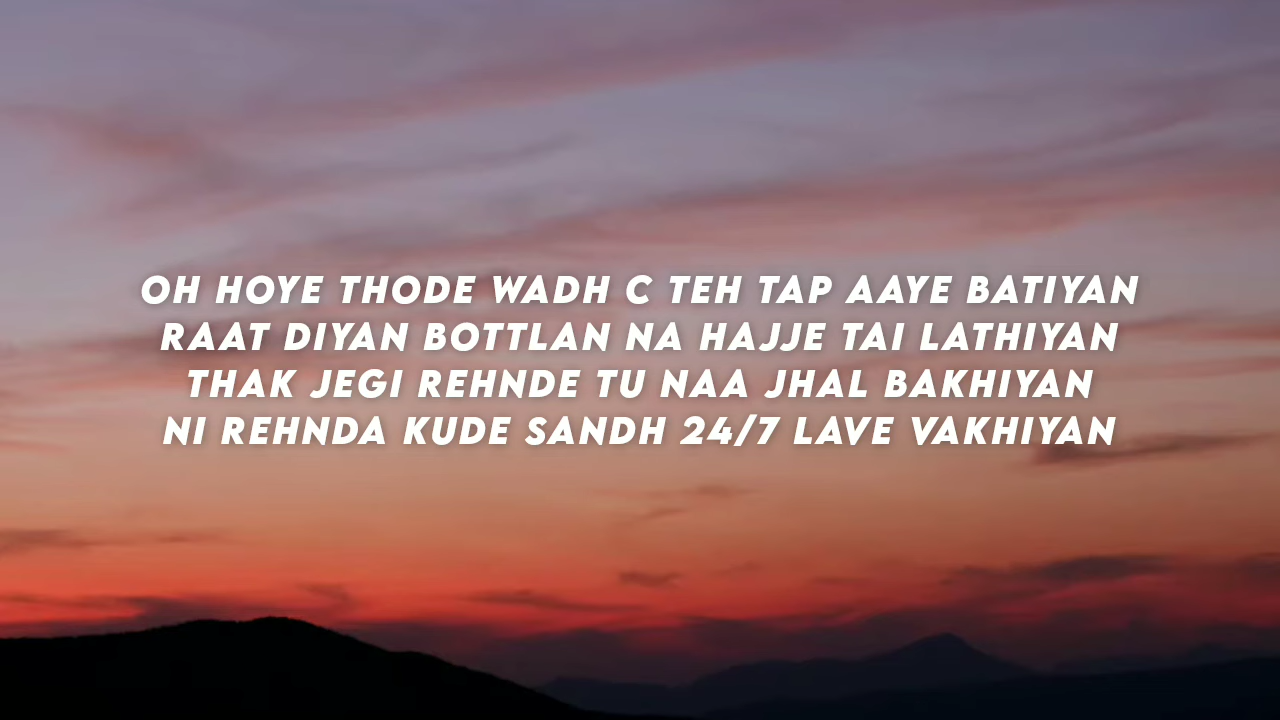 OH HOYE THODE WADH C TEH TAP AAYE BATIYAN
RAAT DIYAN BOTTLAN NA HAJJE TAI LATHIYAN
THAK JEGI REHNDE TU NAA JHAL BAKHIYAN
NI REHNDA KUDE SANDH 24/7 LAVE VAKHIYAN